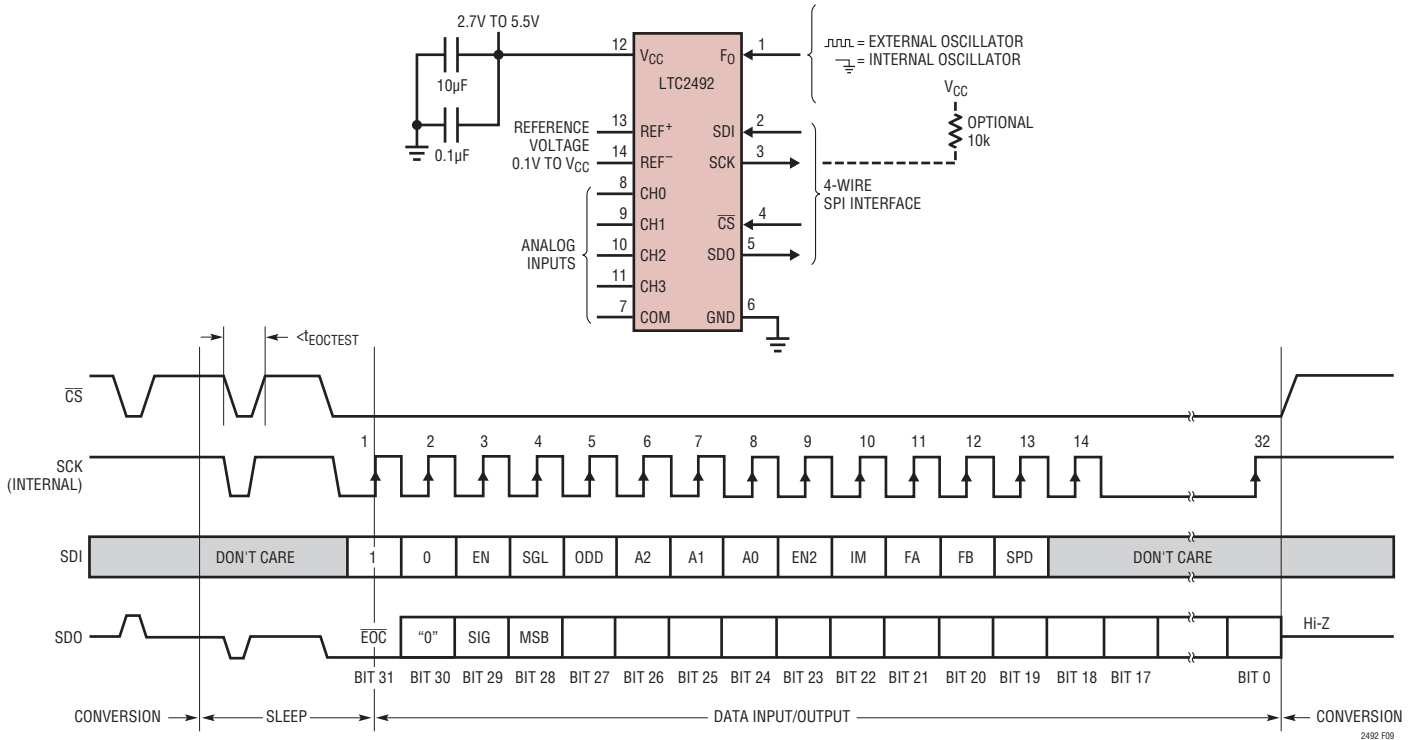 2.7V TO 5.5V
10µF
0.1µF
12
VCC
FO
1
LTC2492
= EXTERNAL OSCILLATOR
= INTERNAL OSCILLATOR
VCC
OPTIONAL
10k
REFERENCE
VOLTAGE
0.1V TO VCC
13
REF+
14
REF−
SDI
2
SCK
3
ANALOG
INPUTS
8
CH0
9
CH1
10
CH2
11
CH3
7
COM
CS
4
SDO
5
GND
6
4-WIRE
SPI INTERFACE
<tEOCTEST
CS
SCK
(INTERNAL)
1 2 3 4 5 6 7 8 9 10 11 12 13 14 32
SDI
DON'T CARE 1 0 EN SGL ODD A2 A1 A0 EN2 IM FA FB SPD DON'T CARE
SDO
EOC "0" SIG MSB Hi-Z
BIT 31 BIT 30 BIT 29 BIT 28 BIT 27 BIT 26 BIT 25 BIT 24 BIT 23 BIT 22 BIT 21 BIT 20 BIT 19 BIT 18 BIT 17 BIT 0
CONVERSION SLEEP DATA INPUT/OUTPUT CONVERSION
2492 F09